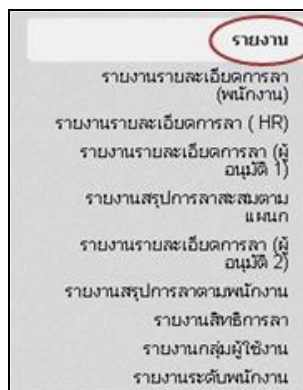 รายงาน
รายงานรายละเอียดการลา
(พนักงาน)
รายงานรายละเอียดการลา ( HR)
รายงานรายละเอียดการลา (ผู้
อนุมัติ 1)
รายงานสรุปการลาสะสมตาม
แผนก
รายงานรายละเอียดการลา (ผู้
อนุมัติ 2)
รายงานสรุปการลาตามพนักงาน
รายงานสิทธิการลา
รายงานกลุ่มผู้ใช้งาน
รายงานระดับพนักงาน